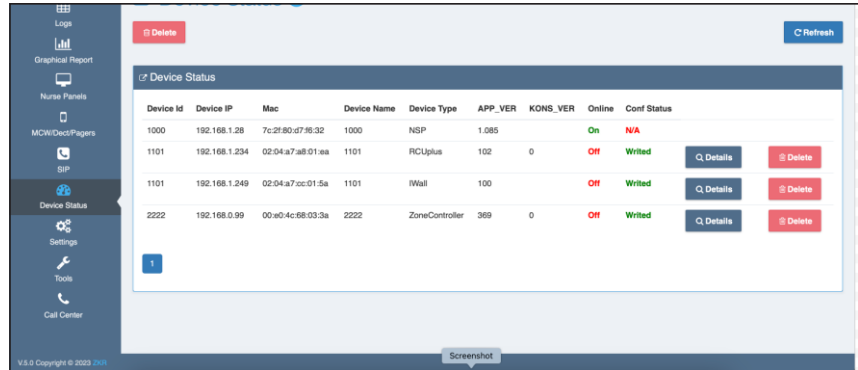 Logs
Graphical Report
Nurse Panels
MCW/Dect/Pagers
SIP
Device Status
Settings
Tools
Call Center
V.5.0 Copyright © 2023 ZKR
Device Status
Delete
Refresh
Device Status
Device Id Device IP Mac Device Name Device Type APP_VER KONS_VER Online Conf Status
1000 192.168.1.28 7c:2f:80:d7:f6:32 1000 NSP 1.085 On N/A
1101 192.168.1.234 02:04:a7:a8:01:ea 1101 RCUplus 102 0 Off Writed Details Delete
1101 192.168.1.249 02:04:a7:cc:01:5a 1101 IWall 100 Off Writed Details Delete
2222 192.168.0.99 00:e0:4c:68:03:3a 2222 ZoneController 369 0 Off Writed Details Delete
1
Screenshot